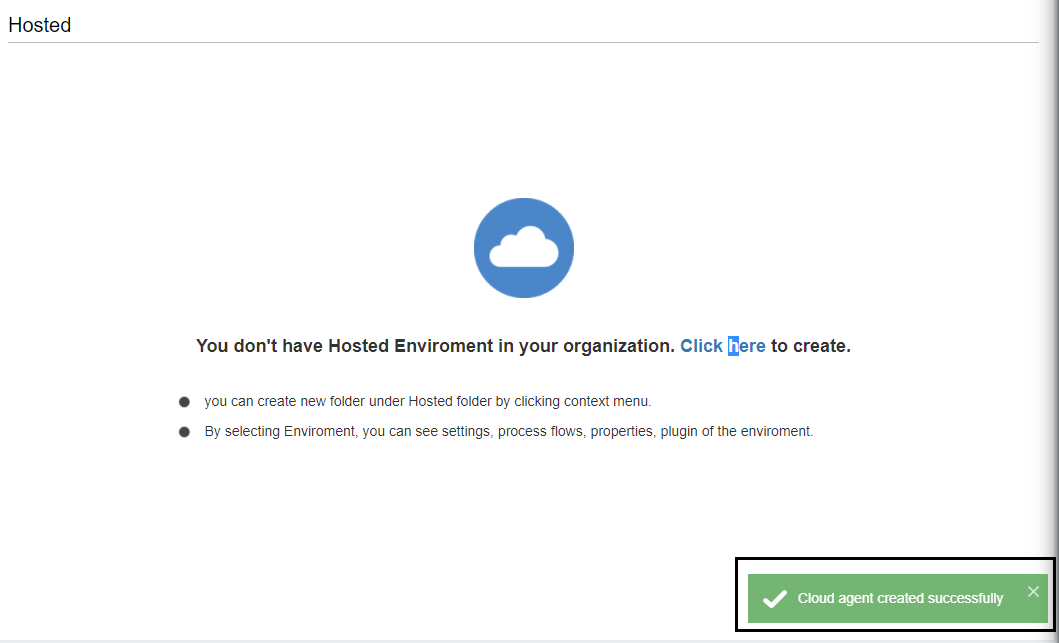 Hosted
You don't have Hosted Enviroment in your organization. Click here to create.
you can create new folder under Hosted folder by clicking context menu.
By selecting Enviroment, you can see settings, process flows, properties, plugin of the enviroment.
Cloud agent created successfully